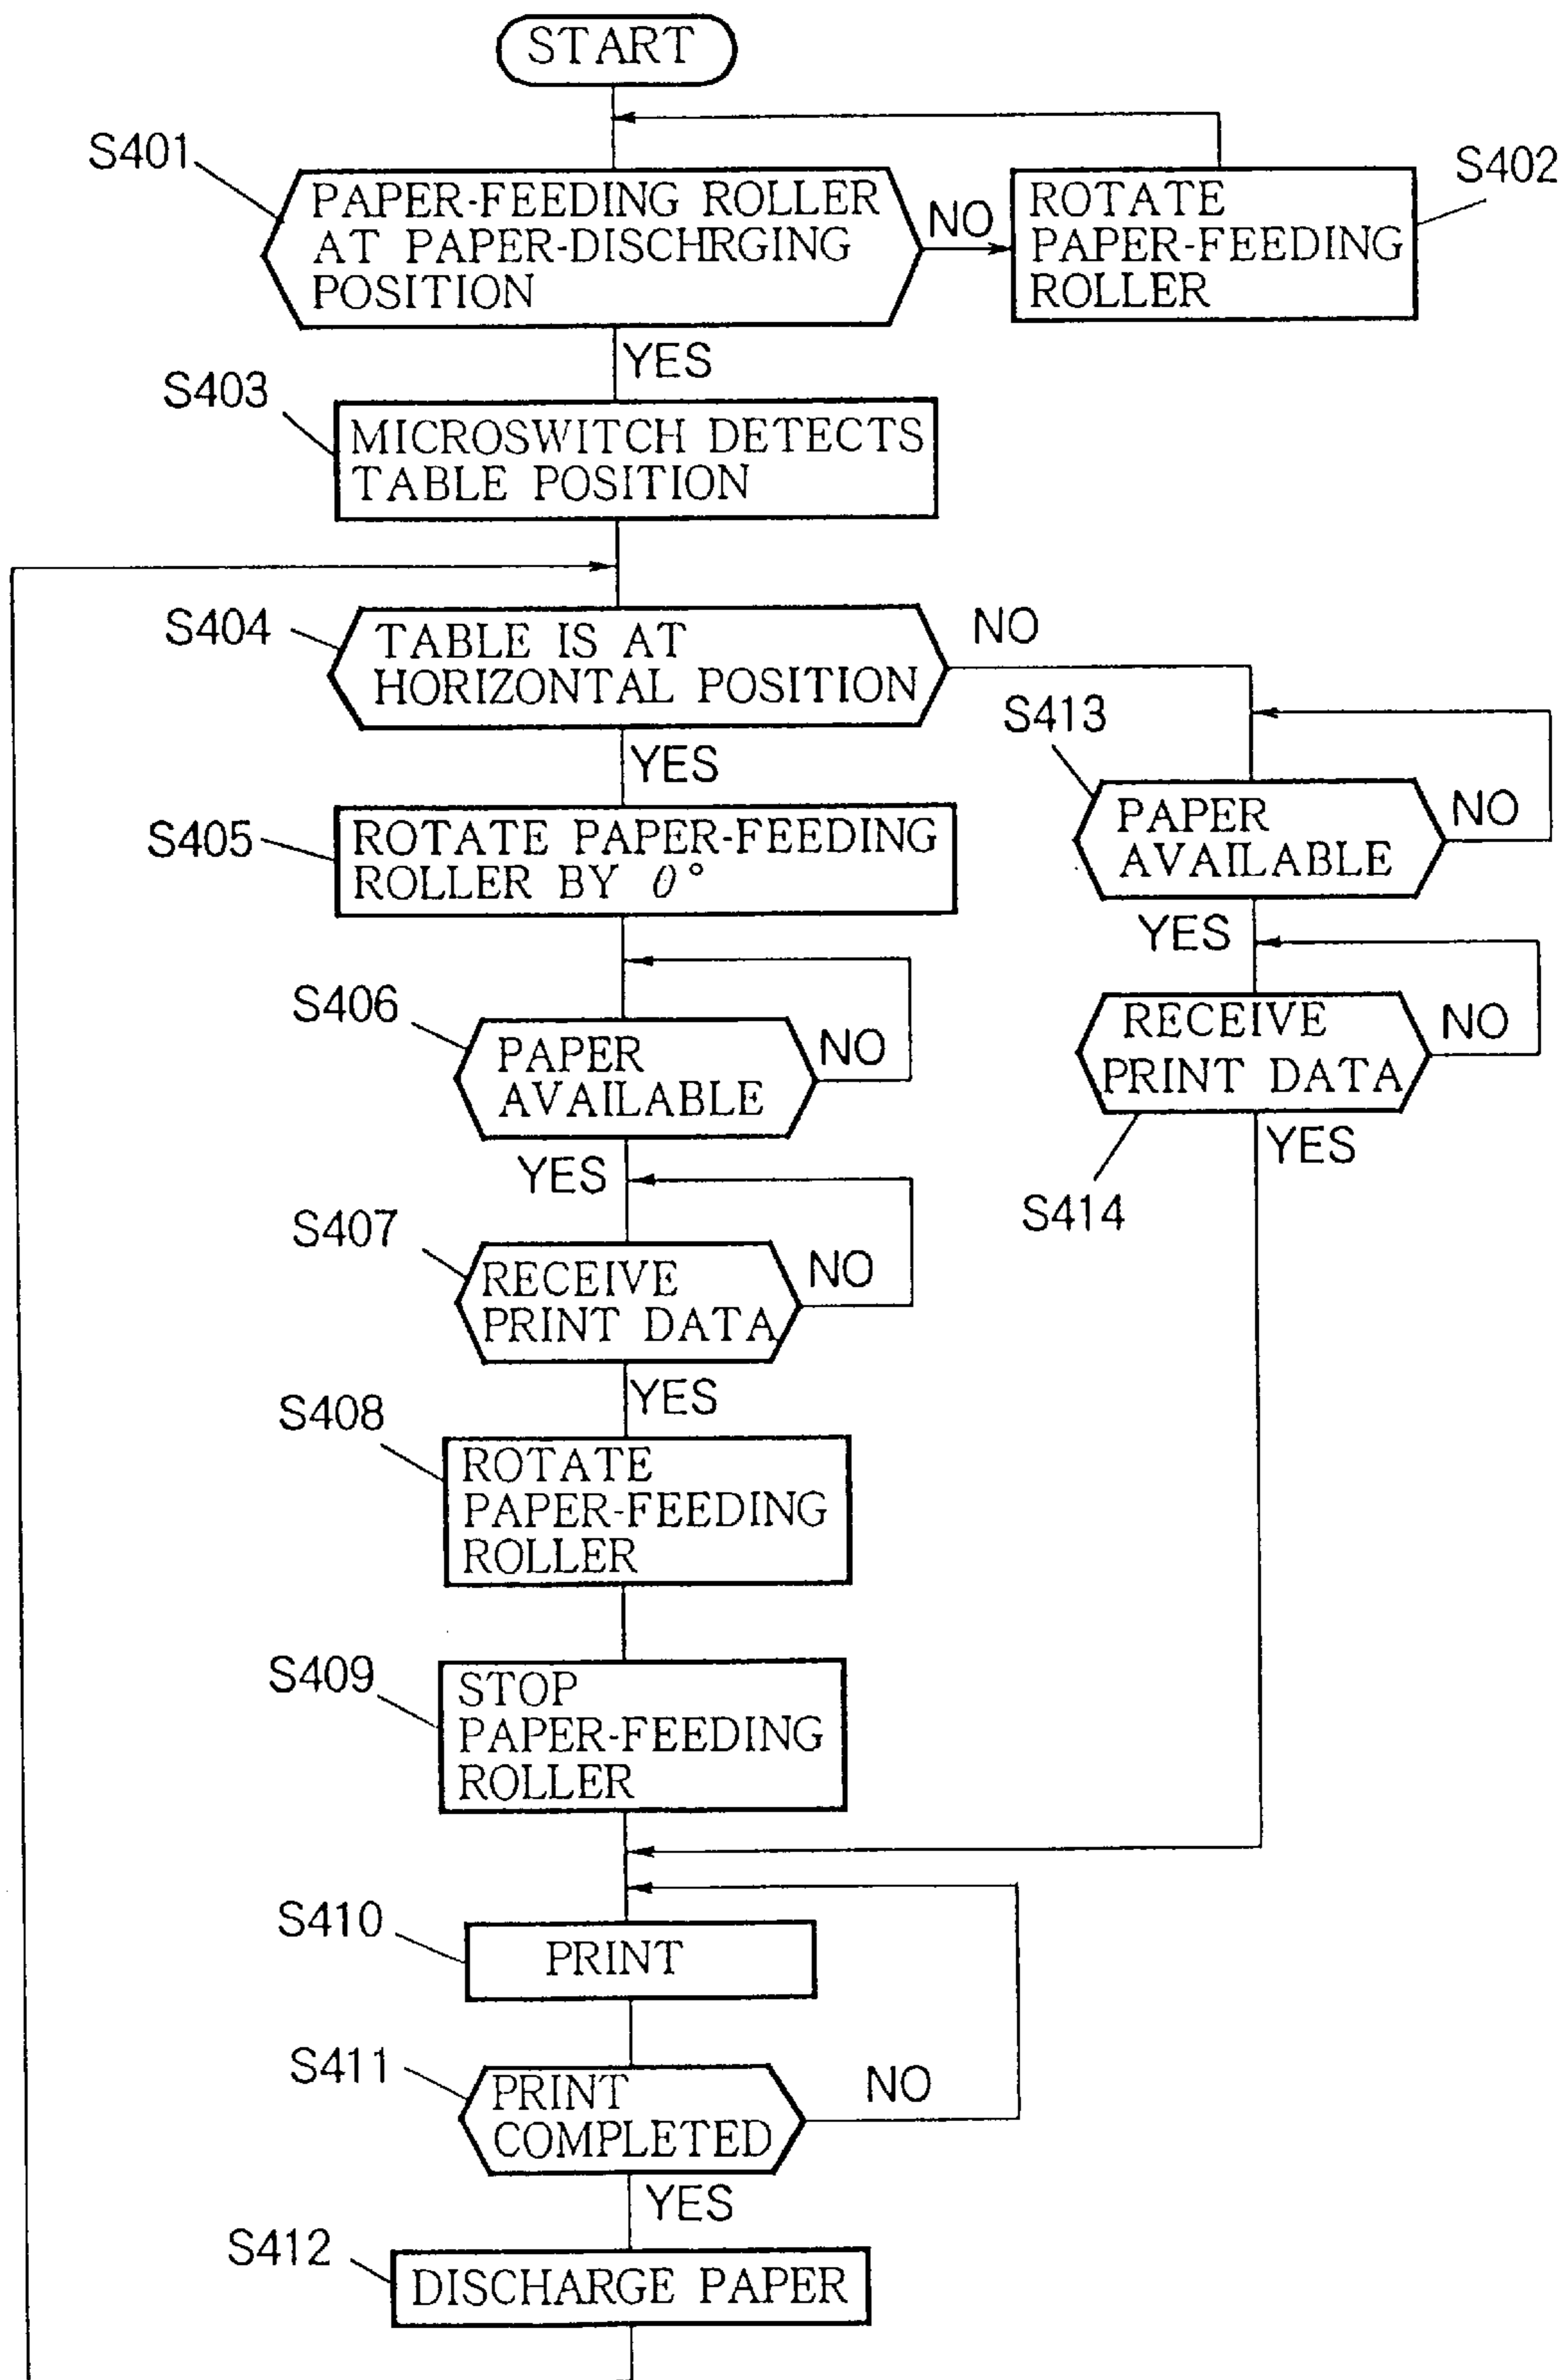 START
S401
PAPER-FEEDING ROLLER
AT PAPER-DISCHRGING
POSITION
NO
ROTATE
PAPER-FEEDING
ROLLER
S402
YES
S403
MICROSWITCH DETECTS
TABLE POSITION
S404
TABLE IS AT
HORIZONTAL POSITION
NO
YES
S413
PAPER
AVAILABLE
NO
S405
ROTATE PAPER-FEEDING
ROLLER BY θ°
YES
S406
PAPER
AVAILABLE
NO
RECEIVE
PRINT DATA
NO
YES
S414
YES
S407
RECEIVE
PRINT DATA
NO
YES
S408
ROTATE
PAPER-FEEDING
ROLLER
S409
STOP
PAPER-FEEDING
ROLLER
S410
PRINT
S411
PRINT
COMPLETED
NO
YES
S412
DISCHARGE PAPER